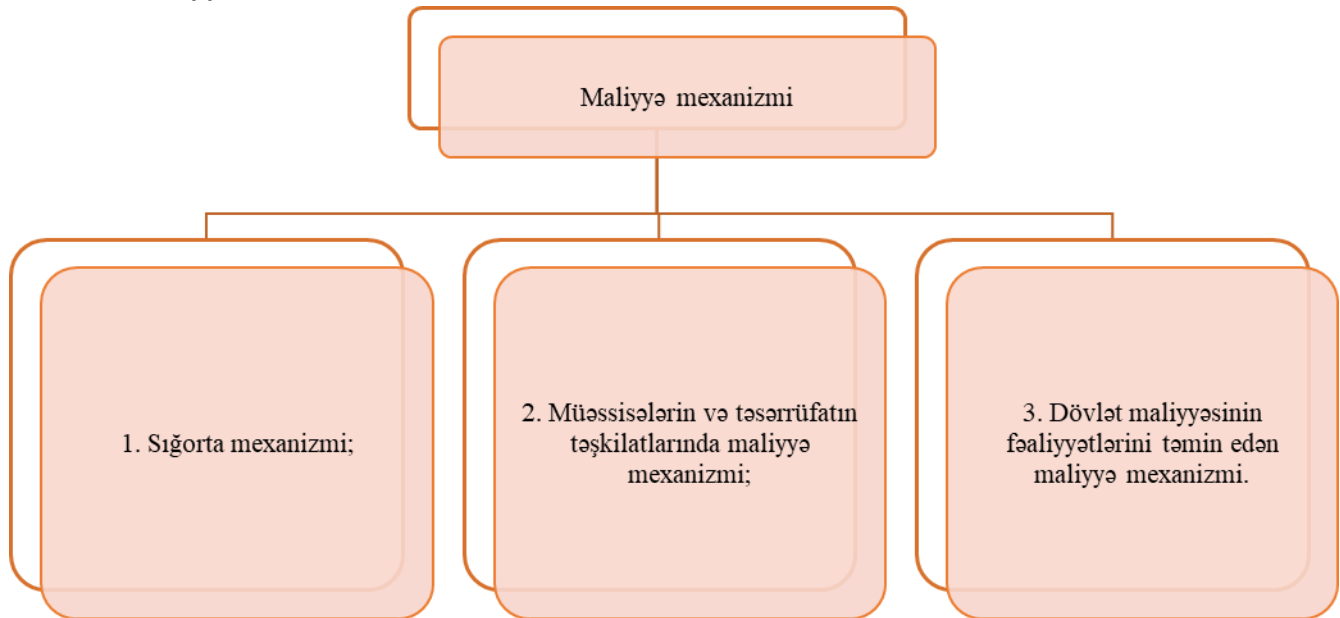 Maliyyə mexanizmi
1. Sığorta mexanizmi;
2. Müəssisələrin və təsərrüfatın
təşkilatlarında maliyyə
mexanizmi;
3. Dövlət maliyyəsinin
fəaliyyətlərini təmin edən
maliyyə mexanizmi.